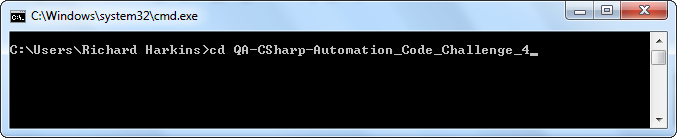 C:\Windows\system32\cmd.exe
C:\Users\Richard Harkins>cd QA-CSharp-Automation_Code_Challenge_4_